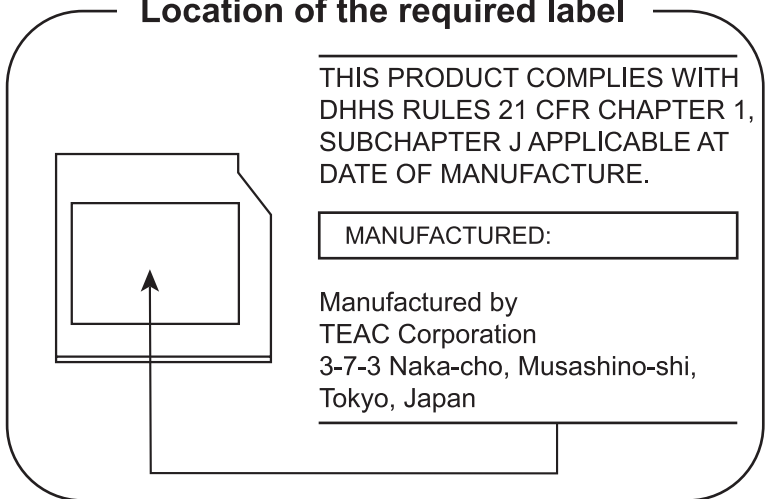 Location of the required label
THIS PRODUCT COMPLIES WITH
DHHS RULES 21 CFR CHAPTER 1,
SUBCHAPTER J APPLICABLE AT
DATE OF MANUFACTURE.
MANUFACTURED:
Manufactured by
TEAC Corporation
3-7-3 Naka-cho, Musashino-shi,
Tokyo, Japan